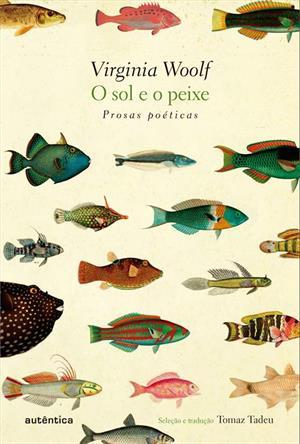 Virginia Woolf
O sol e o peixe
Prosas poéticas
autêntica
Seleção e tradução Tomaz Tadeu